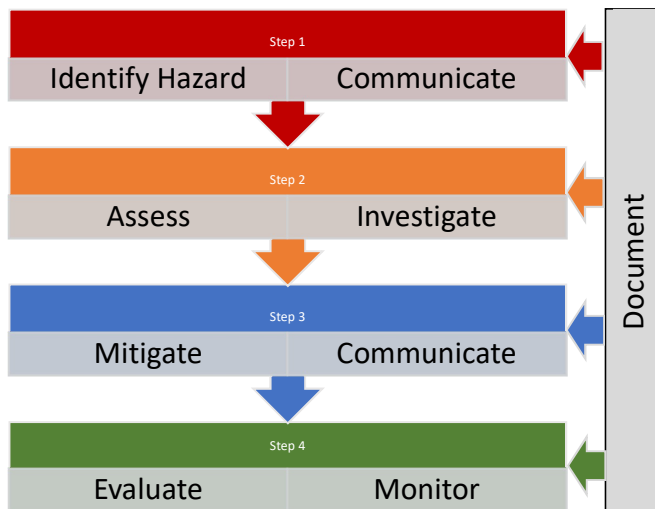 Step 1
Identify Hazard Communicate
Step 2
Assess Investigate
Step 3
Mitigate Communicate
Step 4
Evaluate Monitor
Document